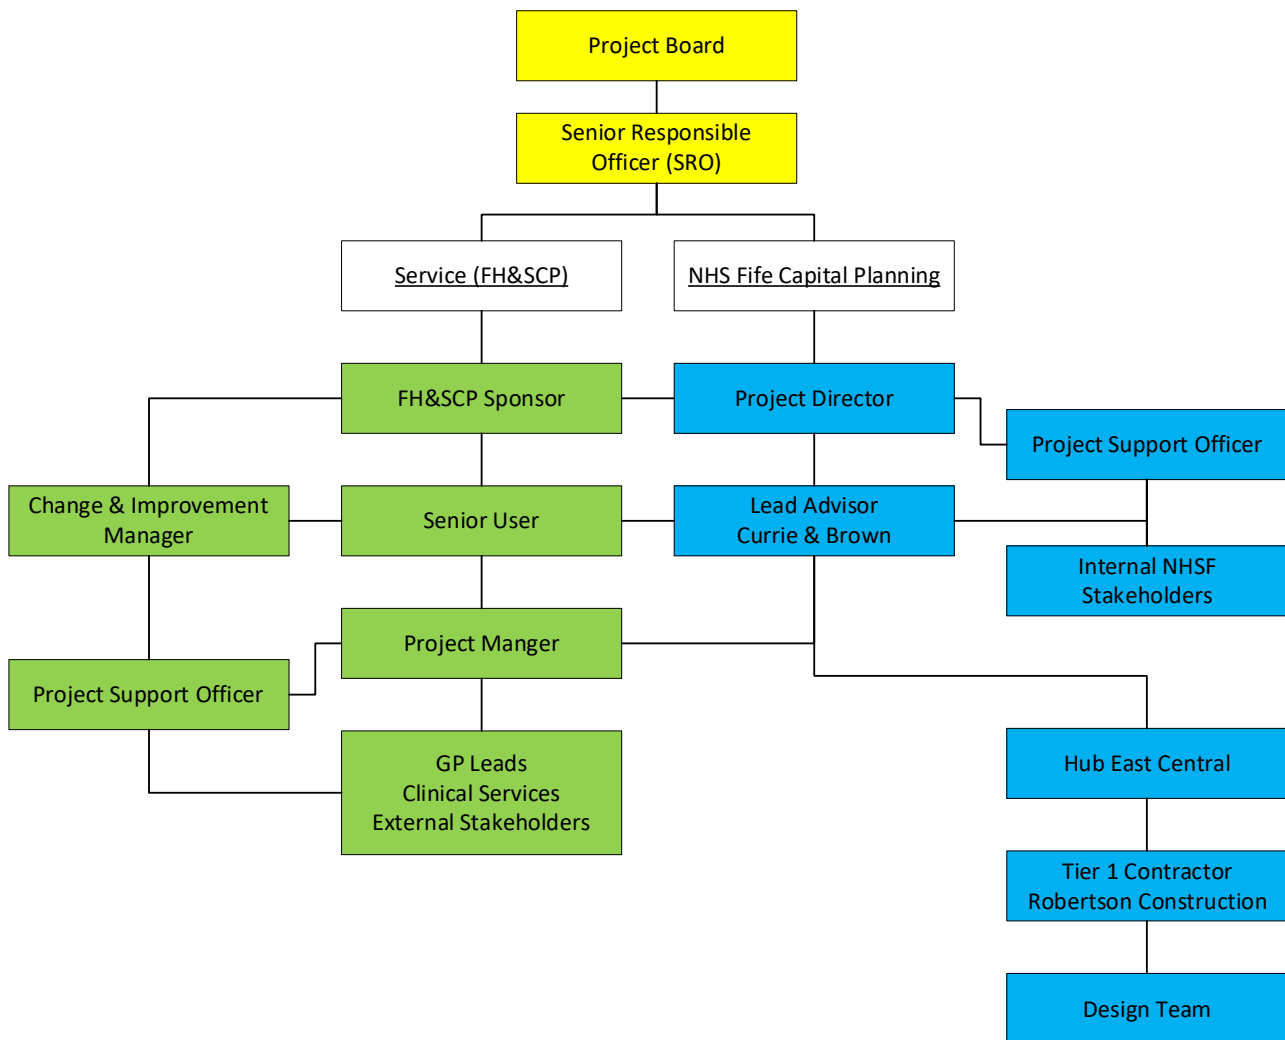 Project Board
Senior Responsible
Officer (SRO)
Service (FH&SCP)
NHS Fife Capital Planning
FH&SCP Sponsor
Project Director
Project Support Officer
Change & Improvement
Manager
Senior User
Lead Advisor
Currie & Brown
Internal NHSF
Stakeholders
Project Manger
Project Support Officer
GP Leads
Clinical Services
External Stakeholders
Hub East Central
Tier 1 Contractor
Robertson Construction
Design Team